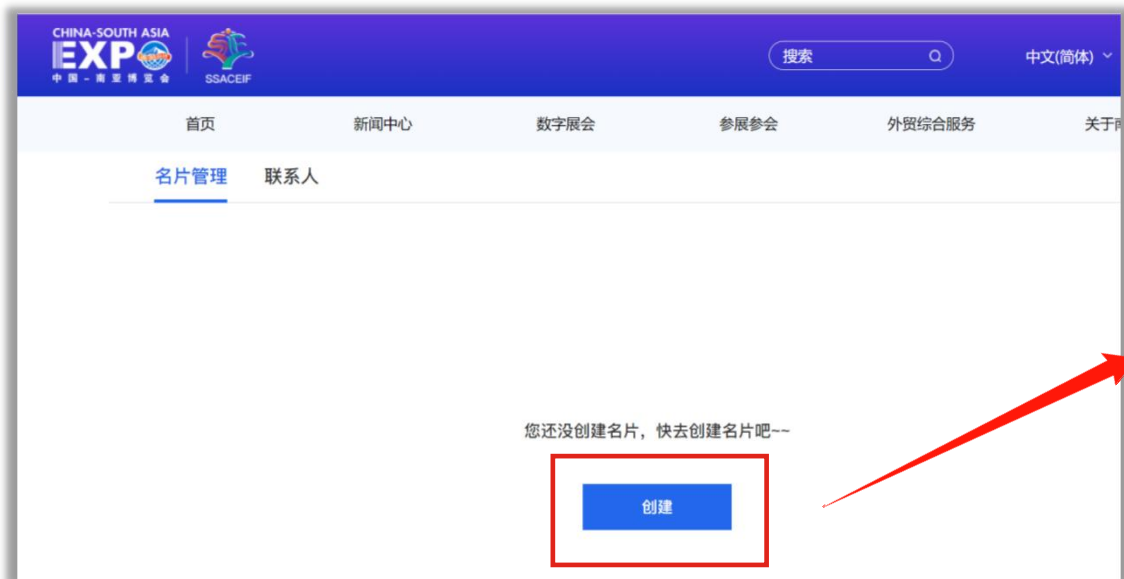 CHINA-SOUTH ASIA
EXPO
中国-南亚博览会
SSACEIF
搜索
中文(简体)
首页
新闻中心
数字展会
参展参会
外贸综合服务
关于
名片管理
联系人
您还没创建名片，快去创建名片吧~~
创建